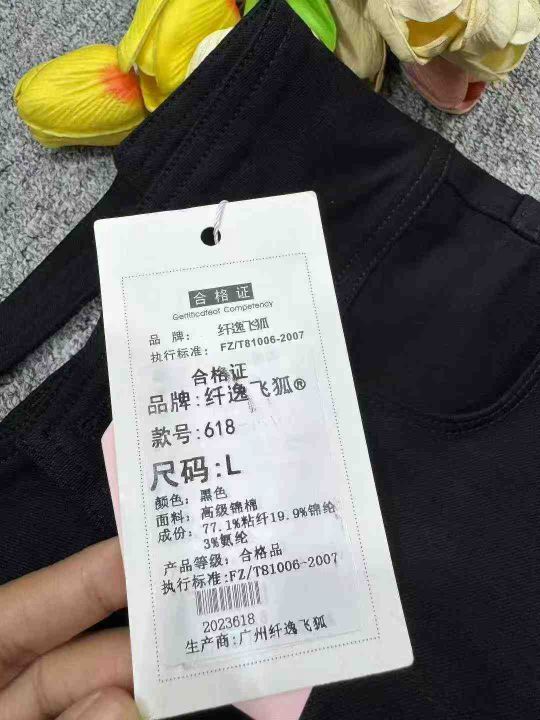 合格证
Gertificateof Competency
品 牌： 纤逸飞狐
执行标准： FZ/T81006-2007
合格证
品牌:纤逸飞狐®
款号:618
尺码:L
颜色：黑色
面料：高级锦棉
成份：77.1%粘纤19.9%锦纶
3%氨纶
产品等级：合格品
执行标准:FZ/T81006-2007
2023618
生产商:广州纤逸飞狐